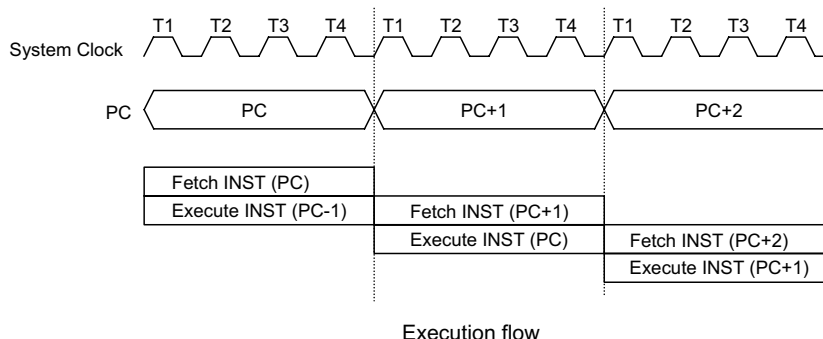 T1 T2 T3 T4 T1 T2 T3 T4 T1 T2 T3 T4
System Clock
PC PC PC+1 PC+2
Fetch INST (PC)
Execute INST (PC-1) Fetch INST (PC+1)
Execute INST (PC) Fetch INST (PC+2)
Execute INST (PC+1)
Execution flow